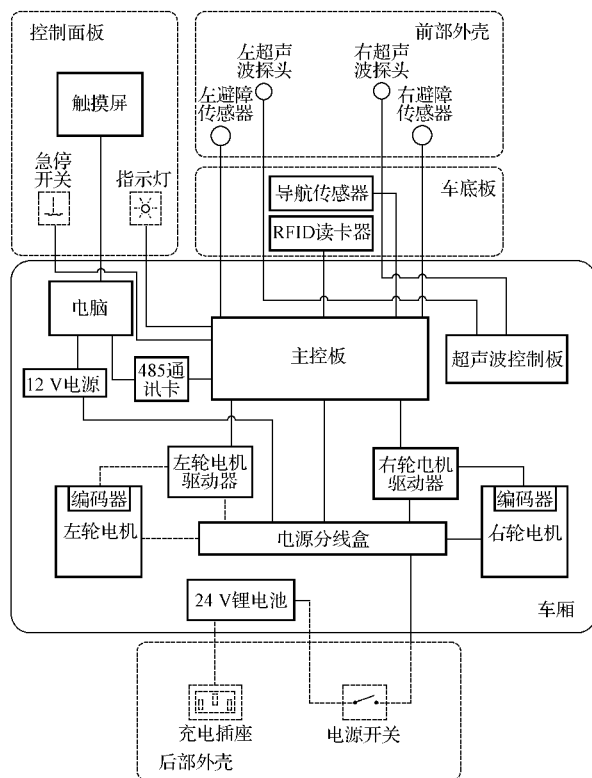 控制面板
触摸屏
急停
开关
指示灯
前部外壳
左超声
波探头
右超声
波探头
左避障
传感器
右避障
传感器
车底板
导航传感器
RFID读卡器
电脑
主控板
超声波控制板
12 V电源
485通
讯卡
左轮电机
驱动器
右轮电机
驱动器
编码器
左轮电机
编码器
右轮电机
电源分线盒
24 V锂电池
车厢
充电插座
电源开关
后部外壳